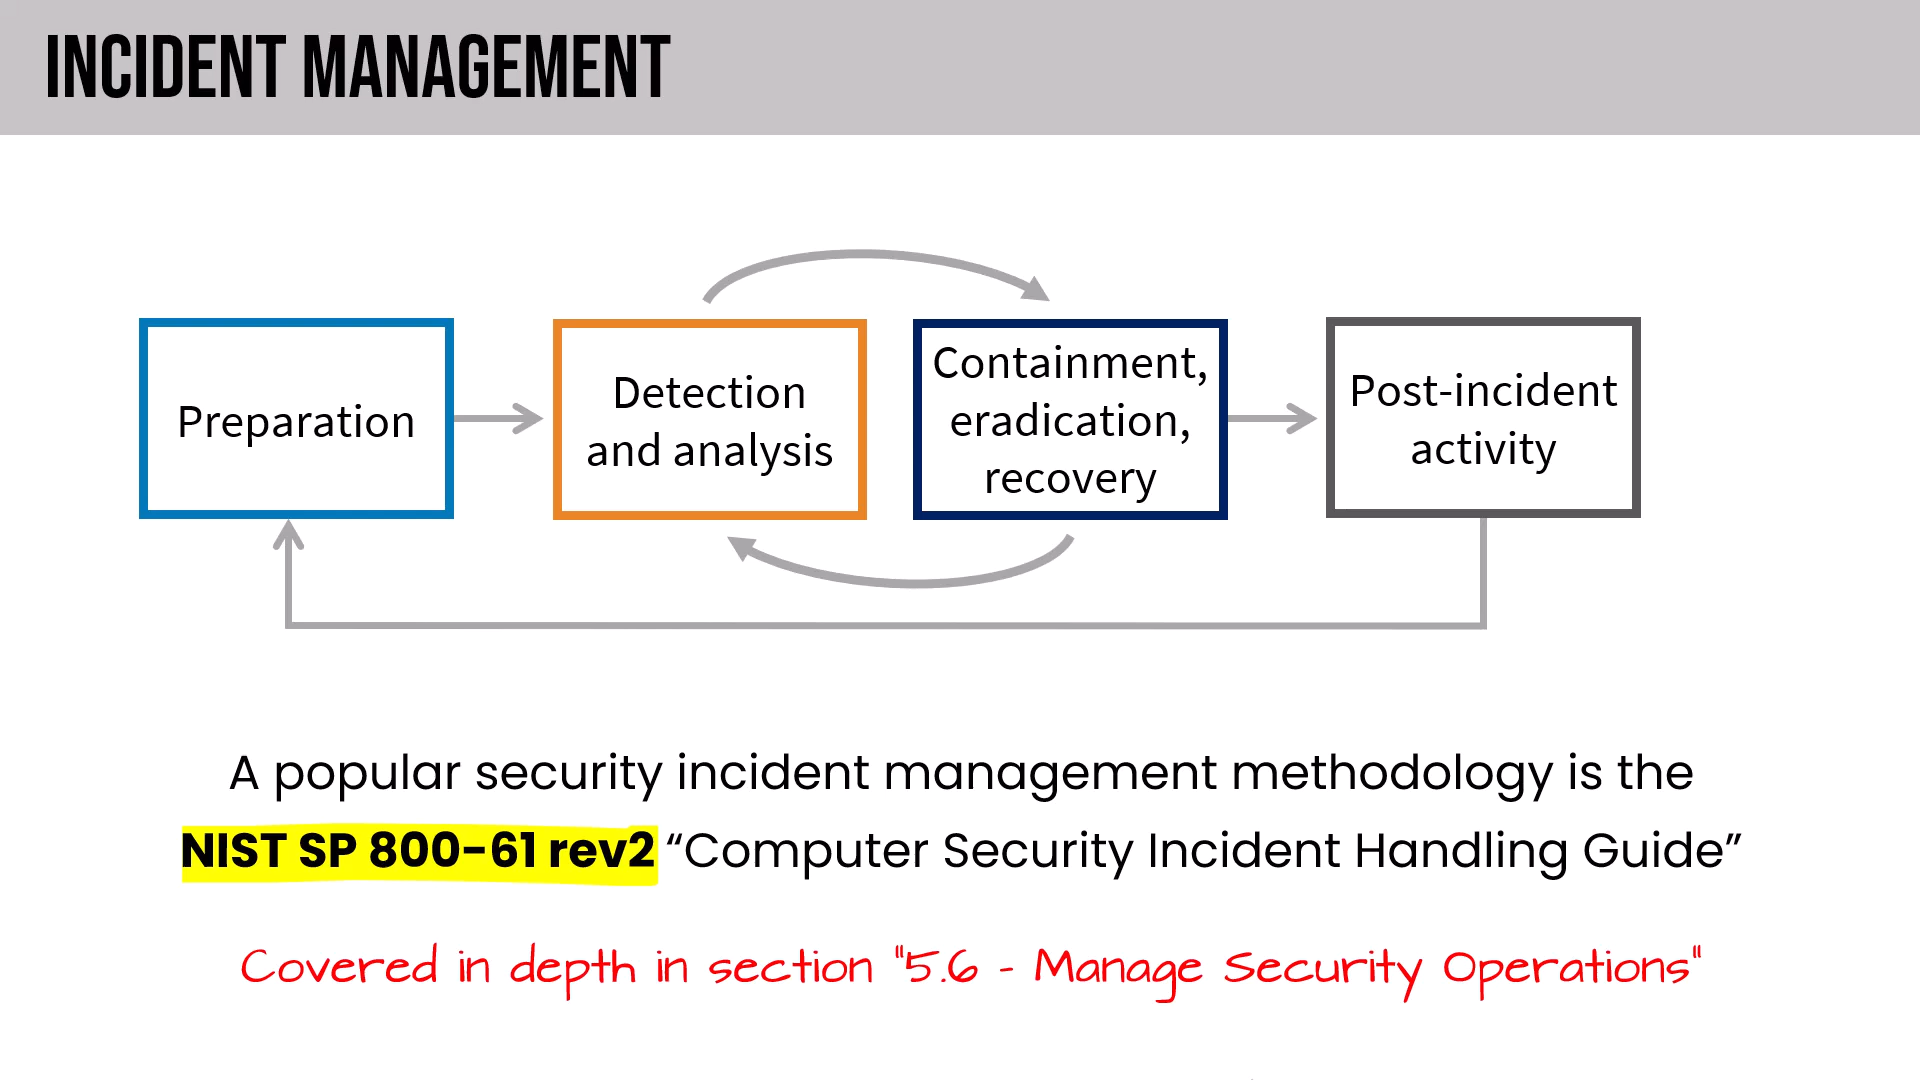 INCIDENT MANAGEMENT
Preparation
Detection
and analysis
Containment,
eradication,
recovery
Post-incident
activity
A popular security incident management methodology is the
NIST SP 800-61 rev2 “Computer Security Incident Handling Guide”
Covered in depth in section "5.6 - Manage Security Operations"